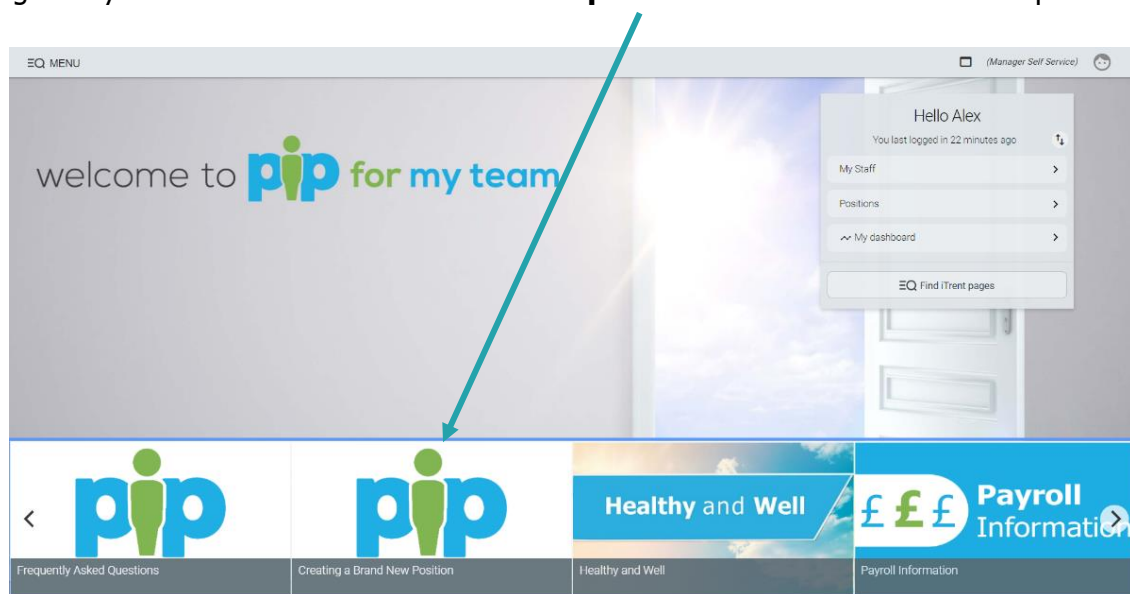 MENU
(Manager Self Service)
Hello Alex
You last logged in 22 minutes ago
My Staff
Positions
My dashboard
Find iTrent pages
welcome to pip for my team
pip
pip
Healthy and Well
£££ Payroll
Information
Frequently Asked Questions
Creating a Brand New Position
Healthy and Well
Payroll Information